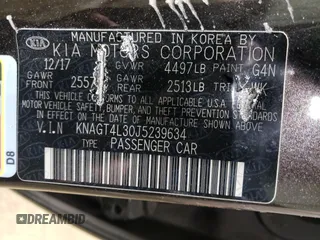 MANUFACTURED IN KOREA BY
KIA KIA MOTORS CORPORATION
12/17 GVWR 4497LB PAINT G4N
GAWR GAWR
FRONT REAR 2513LB TRIM
THIS VEHICLE CONFORMS TO ALL APPLICABLE
U.S. FEDERAL MOTOR VEHICLE SAFETY, BUMPER,
AND THEFT PREVENTION STANDARDS IN EFFECT ON
THE DATE OF MANUFACTURE SHOWN ABOVE.
V.I.N KNAGT4L30J5239634
TYPE: PASSENGER CAR
D8
DREAMBID